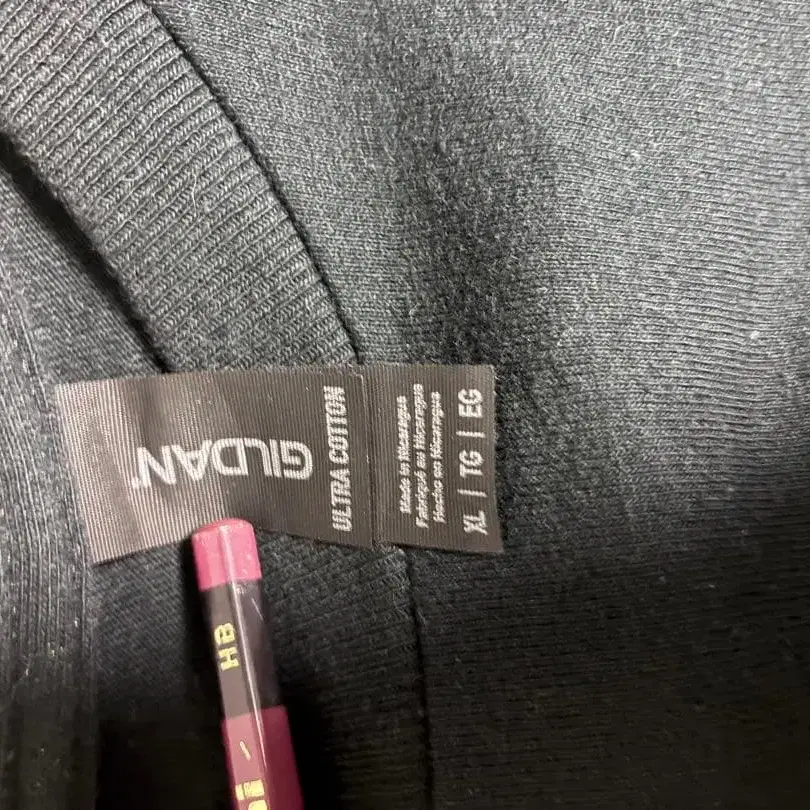 GILDAN
ULTRA COTTON
Made in Nicaragua
Fabriqué au Nicaragua
Hecho en Nicaragua
XL | TG | EG
HB